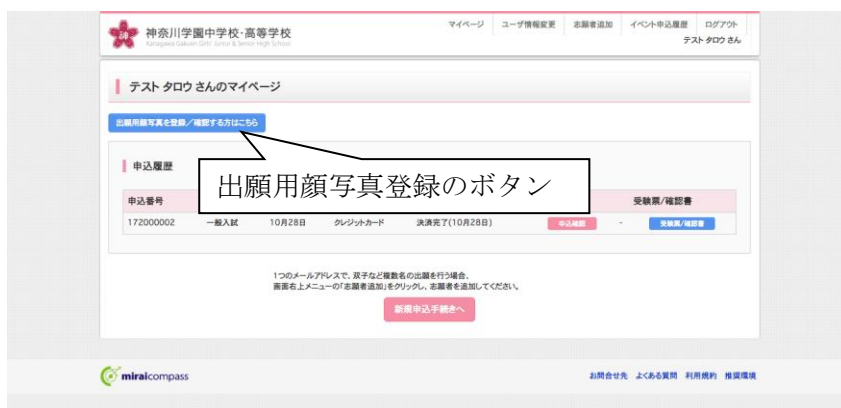 マイページ ユーザ情報変更 志願者追加 イベント申込履歴 ログアウト
神奈川学園中学校・高等学校
Kanagawa Gakuen Girls' Junior & Senior High School
テスト タロウ さん
テスト タロウ さんのマイページ
出願用顔写真を登録／確認する方はこちら
申込履歴
出願用顔写真登録のボタン
申込番号 受験票/確認書
172000002 一般入試 10月28日 クレジットカード 決済完了(10月28日) 申込確認 - 受験票/確認書
1つのメールアドレスで、双子など複数名の出願を行う場合、
画面右上メニューの「志願者追加」をクリックし、志願者を追加してください。
新規申込手続きへ
miraicompass
お問合せ先 よくある質問 利用規約 推奨環境